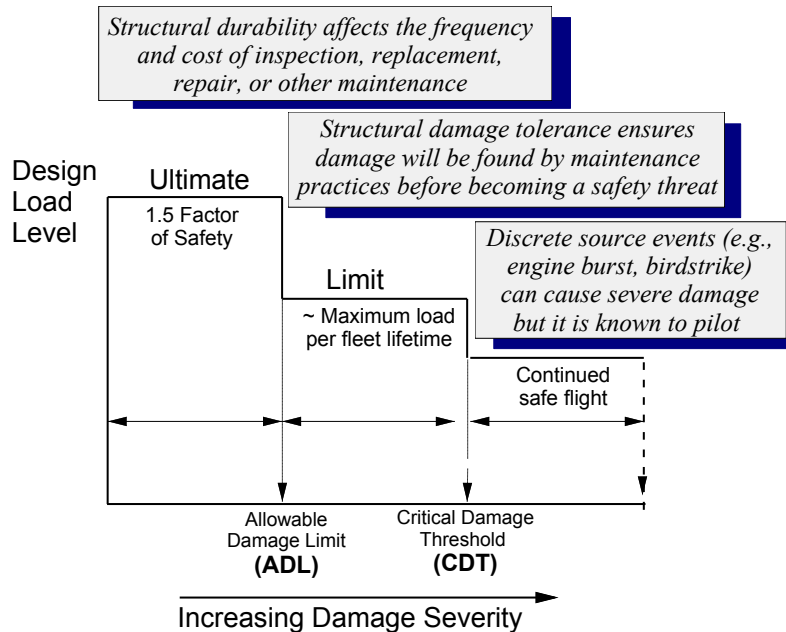 Structural durability affects the frequency
and cost of inspection, replacement,
repair, or other maintenance
Structural damage tolerance ensures
damage will be found by maintenance
practices before becoming a safety threat
Design
Load
Level
Ultimate
1.5 Factor
of Safety
Discrete source events (e.g.,
engine burst, birdstrike)
can cause severe damage
but it is known to pilot
Limit
~ Maximum load
per fleet lifetime
Continued
safe flight
Allowable
Damage Limit
(ADL)
Critical Damage
Threshold
(CDT)
Increasing Damage Severity